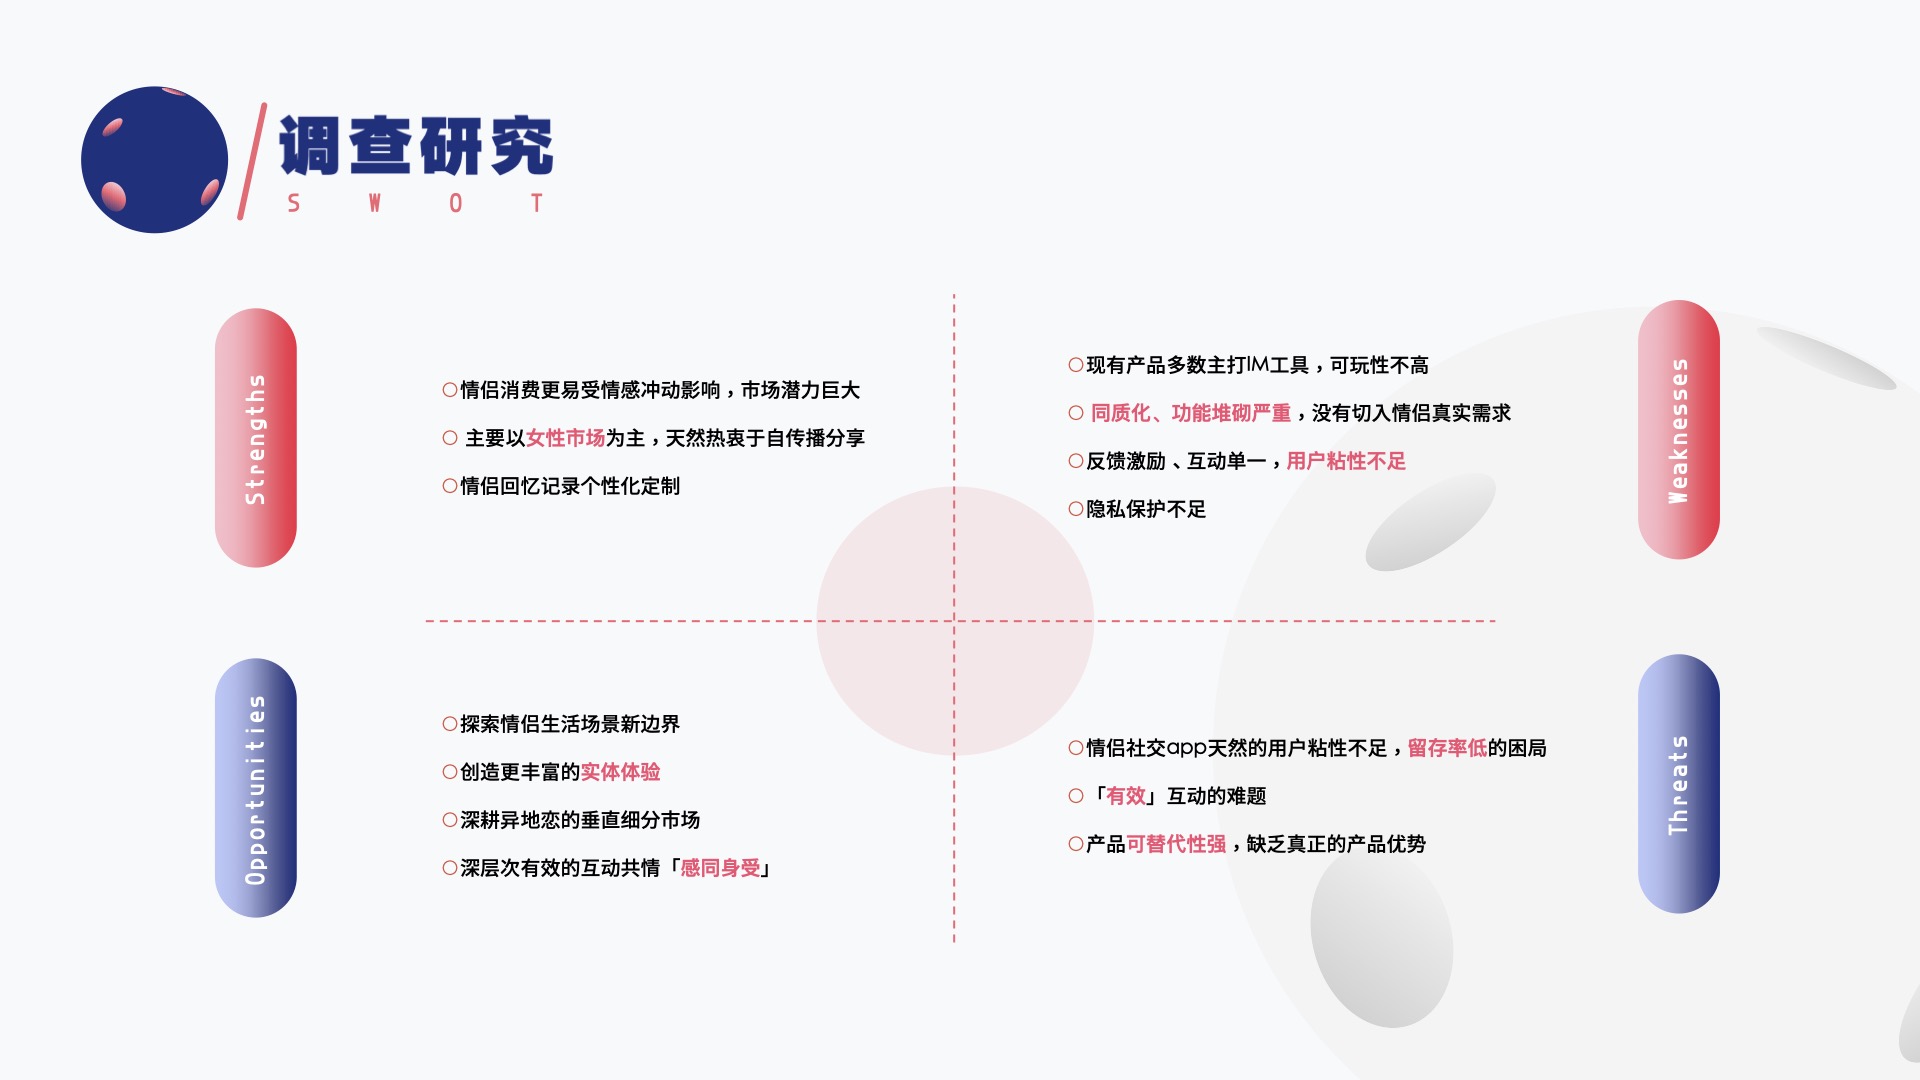 调查研究
S W O T
Strengths
○情侣消费更易受情感冲动影响，市场潜力巨大
○ 主要以女性市场为主，天然热衷于自传播分享
○情侣回忆记录个性化定制
Weaknesses
○现有产品多数主打IM工具，可玩性不高
○ 同质化、功能堆砌严重，没有切入情侣真实需求
○反馈激励、互动单一，用户粘性不足
○隐私保护不足
Opportunities
○探索情侣生活场景新边界
○创造更丰富的实体体验
○深耕异地恋的垂直细分市场
○深层次有效的互动共情「感同身受」
Threats
○情侣社交app天然的用户粘性不足，留存率低的困局
○「有效」互动的难题
○产品可替代性强，缺乏真正的产品优势